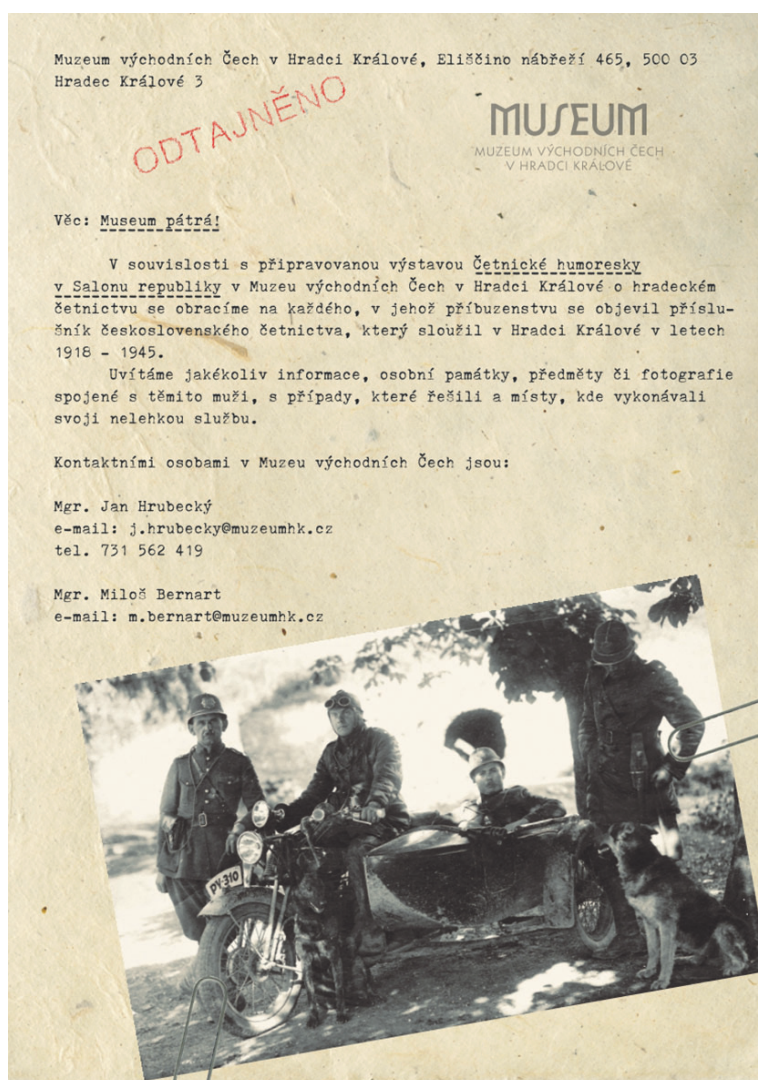 Muzeum východních Čech v Hradci Králové, Eliščino nábřeží 465, 500 03
Hradec Králové 3
ODTAJNĚNO
MUSEUM
MUZEUM VÝCHODNÍCH ČECH
V HRADCI KRÁLOVÉ
Věc: Museum pátrá!
V souvislosti s připravovanou výstavou Četnické humoresky
v Salonu republiky v Muzeu východních Čech v Hradci Králové o hradeckém
četnictvu se obracíme na každého, v jehož příbuzenstvu se objevil příslu-
šník československého četnictva, který sloužil v Hradci Králové v letech
1918 - 1945.
Uvítáme jakékoliv informace, osobní památky, předměty či fotografie
spojené s těmito muži, s případy, které řešili a místy, kde vykonávali
svoji nelehkou službu.
Kontaktními osobami v Muzeu východních Čech jsou:
Mgr. Jan Hrubecký
e-mail: j.hrubecky@muzeumhk.cz
tel. 731 562 419
Mgr. Miloš Bernart
e-mail: m.bernart@muzeumhk.cz
PY-310